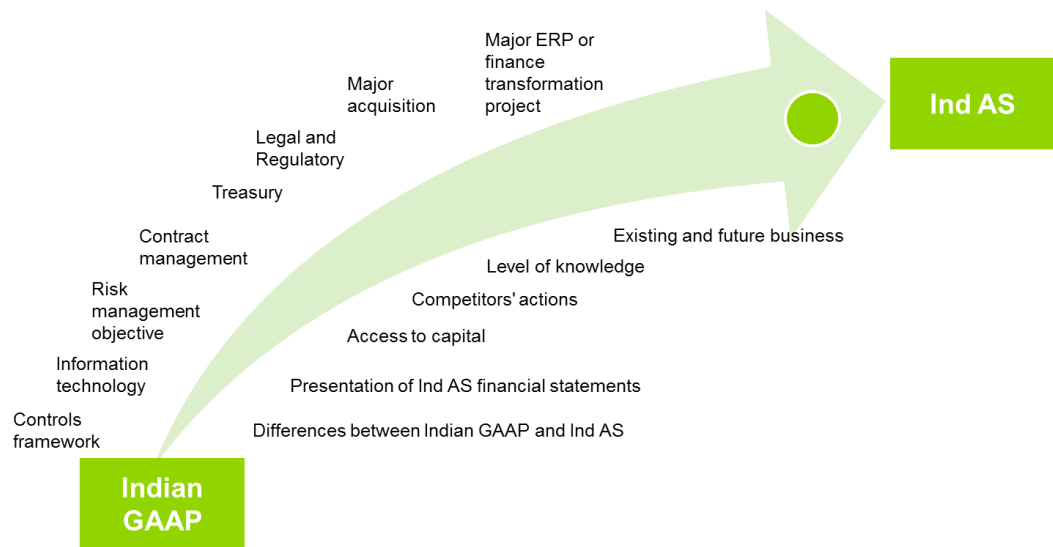 Major ERP or
finance
transformation
project
Major
acquisition
Ind AS
Legal and
Regulatory
Treasury
Contract
management
Existing and future business
Level of knowledge
Risk
management
objective
Competitors' actions
Access to capital
Information
technology
Presentation of Ind AS financial statements
Controls
framework
Differences between Indian GAAP and Ind AS
Indian
GAAP